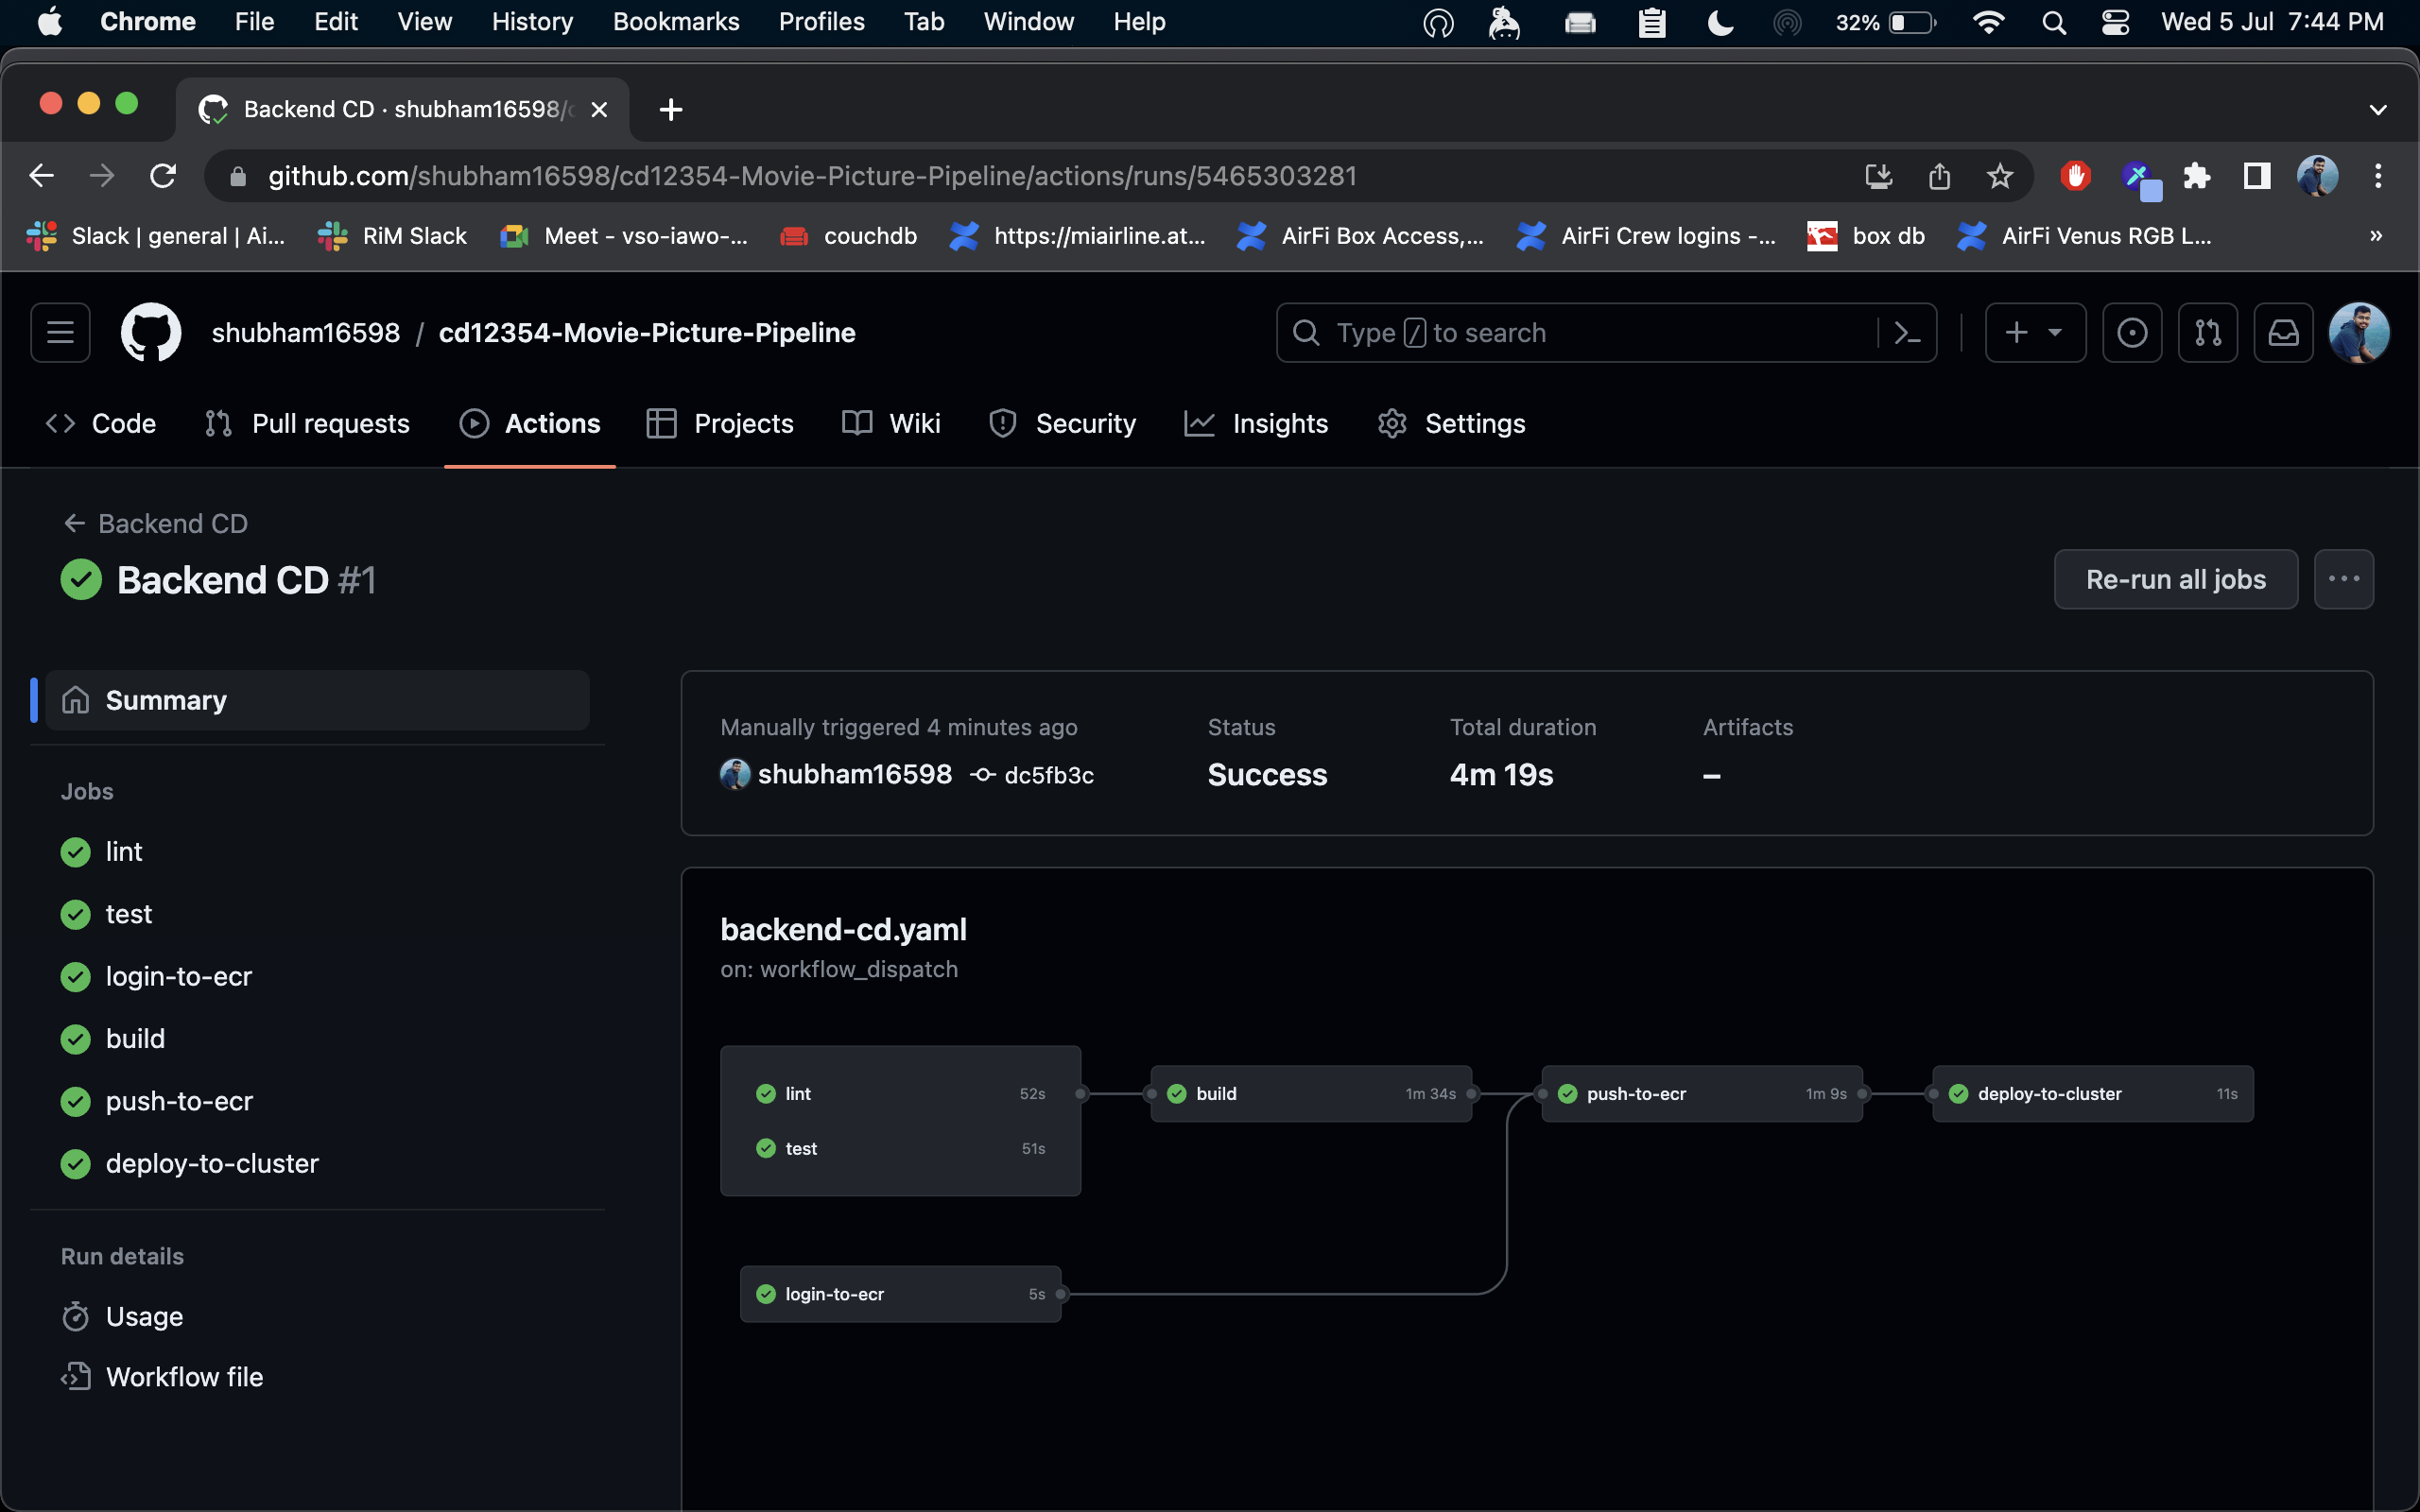 Chrome File Edit View History Bookmarks Profiles Tab Window Help 32% Wed 5 Jul 7:44 PM
Backend CD · shubham16598/
github.com/shubham16598/cd12354-Movie-Picture-Pipeline/actions/runs/5465303281
Slack | general | Ai... RiM Slack Meet - vso-iawo-... couchdb https://miairline.at... AirFi Box Access,... AirFi Crew logins -... box db AirFi Venus RGB L... »
shubham16598 / cd12354-Movie-Picture-Pipeline Type / to search
Code Pull requests Actions Projects Wiki Security Insights Settings
← Backend CD
Backend CD #1 Re-run all jobs
Summary
Manually triggered 4 minutes ago Status Total duration Artifacts
shubham16598 dc5fb3c Success 4m 19s –
Jobs
lint
test
login-to-ecr
build
push-to-ecr
deploy-to-cluster
Run details
Usage
Workflow file
backend-cd.yaml
on: workflow_dispatch
lint 52s build 1m 34s push-to-ecr 1m 9s deploy-to-cluster 11s
test 51s
login-to-ecr 5s